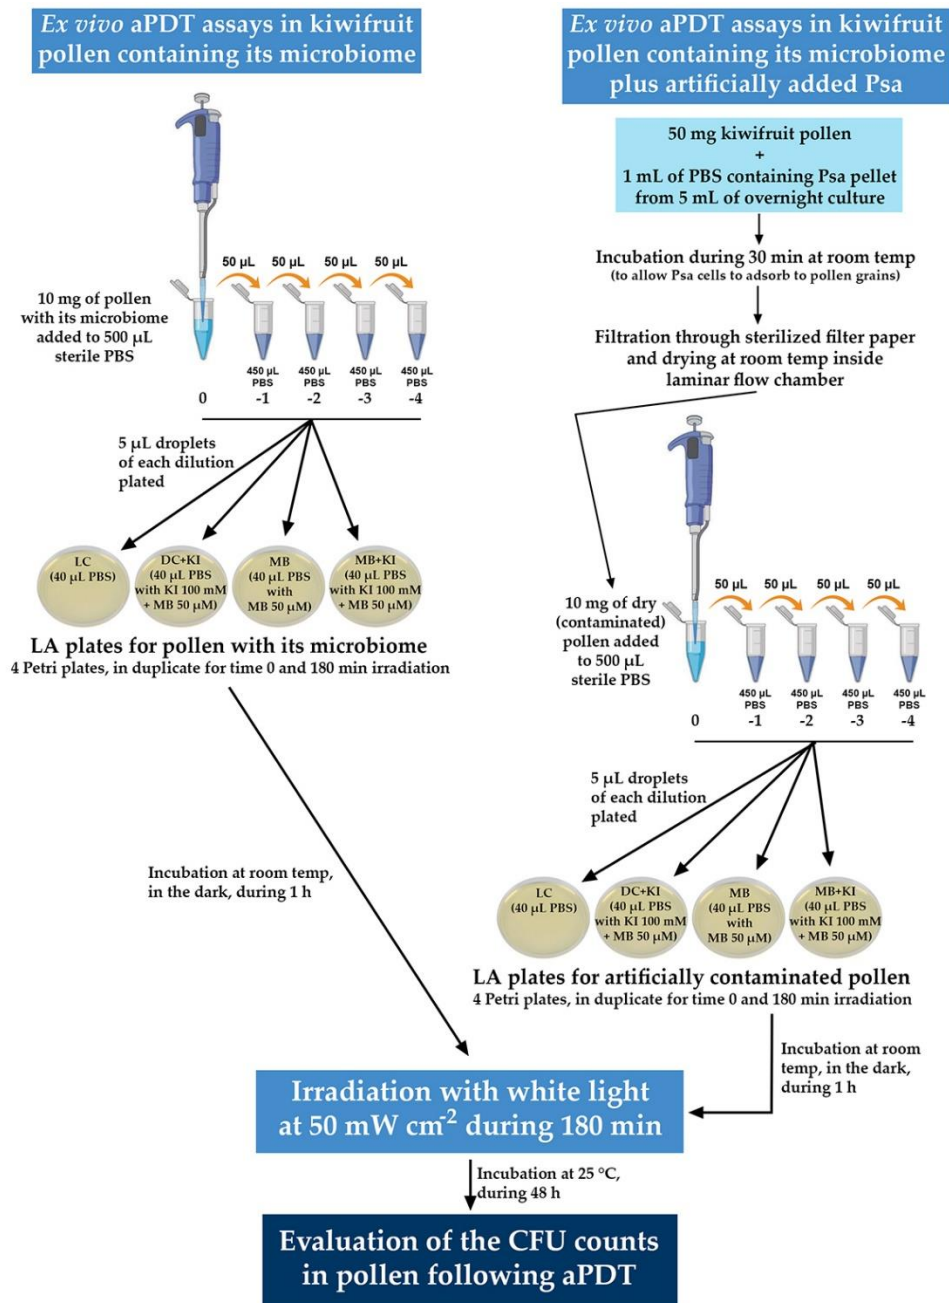 Ex vivo aPDT assays in kiwifruit
pollen containing its microbiome
50 µL 50 µL 50 µL 50 µL
10 mg of pollen
with its microbiome
added to 500 µL
sterile PBS
450 µL 450 µL 450 µL 450 µL
PBS PBS PBS PBS
0 -1 -2 -3 -4
5 µL droplets
of each dilution
plated
LC
(40 µL PBS)
DC+KI
(40 µL PBS
with KI 100 mM
+ MB 50 µM)
MB
(40 µL PBS
with
MB 50 µM)
MB+KI
(40 µL PBS
with KI 100 mM
+ MB 50 µM)
LA plates for pollen with its microbiome
4 Petri plates, in duplicate for time 0 and 180 min irradiation
Incubation at room temp,
in the dark, during 1 h
Ex vivo aPDT assays in kiwifruit
pollen containing its microbiome
plus artificially added Psa
50 mg kiwifruit pollen
+
1 mL of PBS containing Psa pellet
from 5 mL of overnight culture
Incubation during 30 min at room temp
(to allow Psa cells to adsorb to pollen grains)
Filtration through sterilized filter paper
and drying at room temp inside
laminar flow chamber
50 µL 50 µL 50 µL 50 µL
10 mg of dry
(contaminated)
pollen added
to 500 µL
sterile PBS
450 µL 450 µL 450 µL 450 µL
PBS PBS PBS PBS
0 -1 -2 -3 -4
5 µL droplets
of each dilution
plated
LC
(40 µL PBS)
DC+KI
(40 µL PBS
with KI 100 mM
+ MB 50 µM)
MB
(40 µL PBS
with
MB 50 µM)
MB+KI
(40 µL PBS
with KI 100 mM
+ MB 50 µM)
LA plates for artificially contaminated pollen
4 Petri plates, in duplicate for time 0 and 180 min irradiation
Incubation at room
temp, in the dark,
during 1 h
Irradiation with white light
at 50 mW cm⁻² during 180 min
Incubation at 25 °C,
during 48 h
Evaluation of the CFU counts
in pollen following aPDT